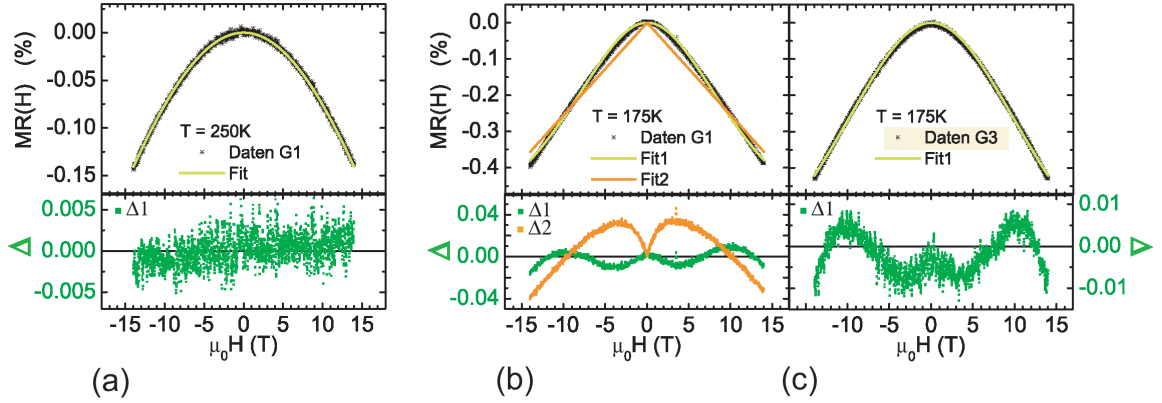 0.00
-0.05
-0.10
-0.15
MR(H) (%)
T = 250K
Daten G1
Fit
0.005
0.000
-0.005
Δ
Δ1
-15 -10 -5 0 5 10 15
μ0H (T)
(a)
0.0
-0.1
-0.2
-0.3
-0.4
MR(H) (%)
T = 175K
Daten G1
Fit1
Fit2
0.04
0.00
-0.04
Δ
Δ1
Δ2
-15 -10 -5 0 5 10 15
μ0H (T)
(b)
T = 175K
Daten G3
Fit1
Δ1
0.01
0.00
-0.01
Δ
-10 -5 0 5 10 15
μ0H (T)
(c)